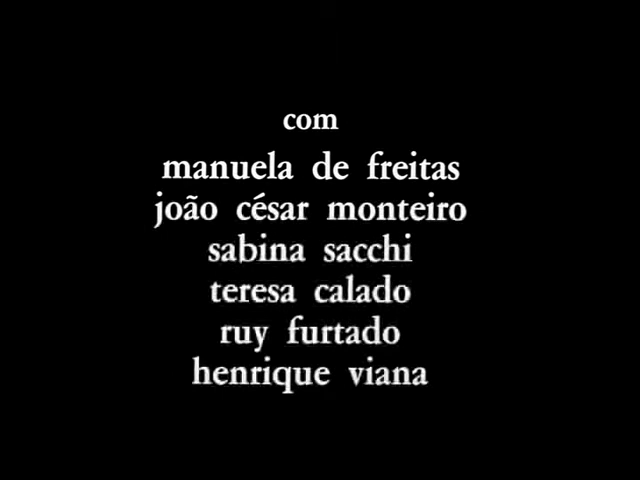 com
manuela de freitas
joão césar monteiro
sabina sacchi
teresa calado
ruy furtado
henrique viana